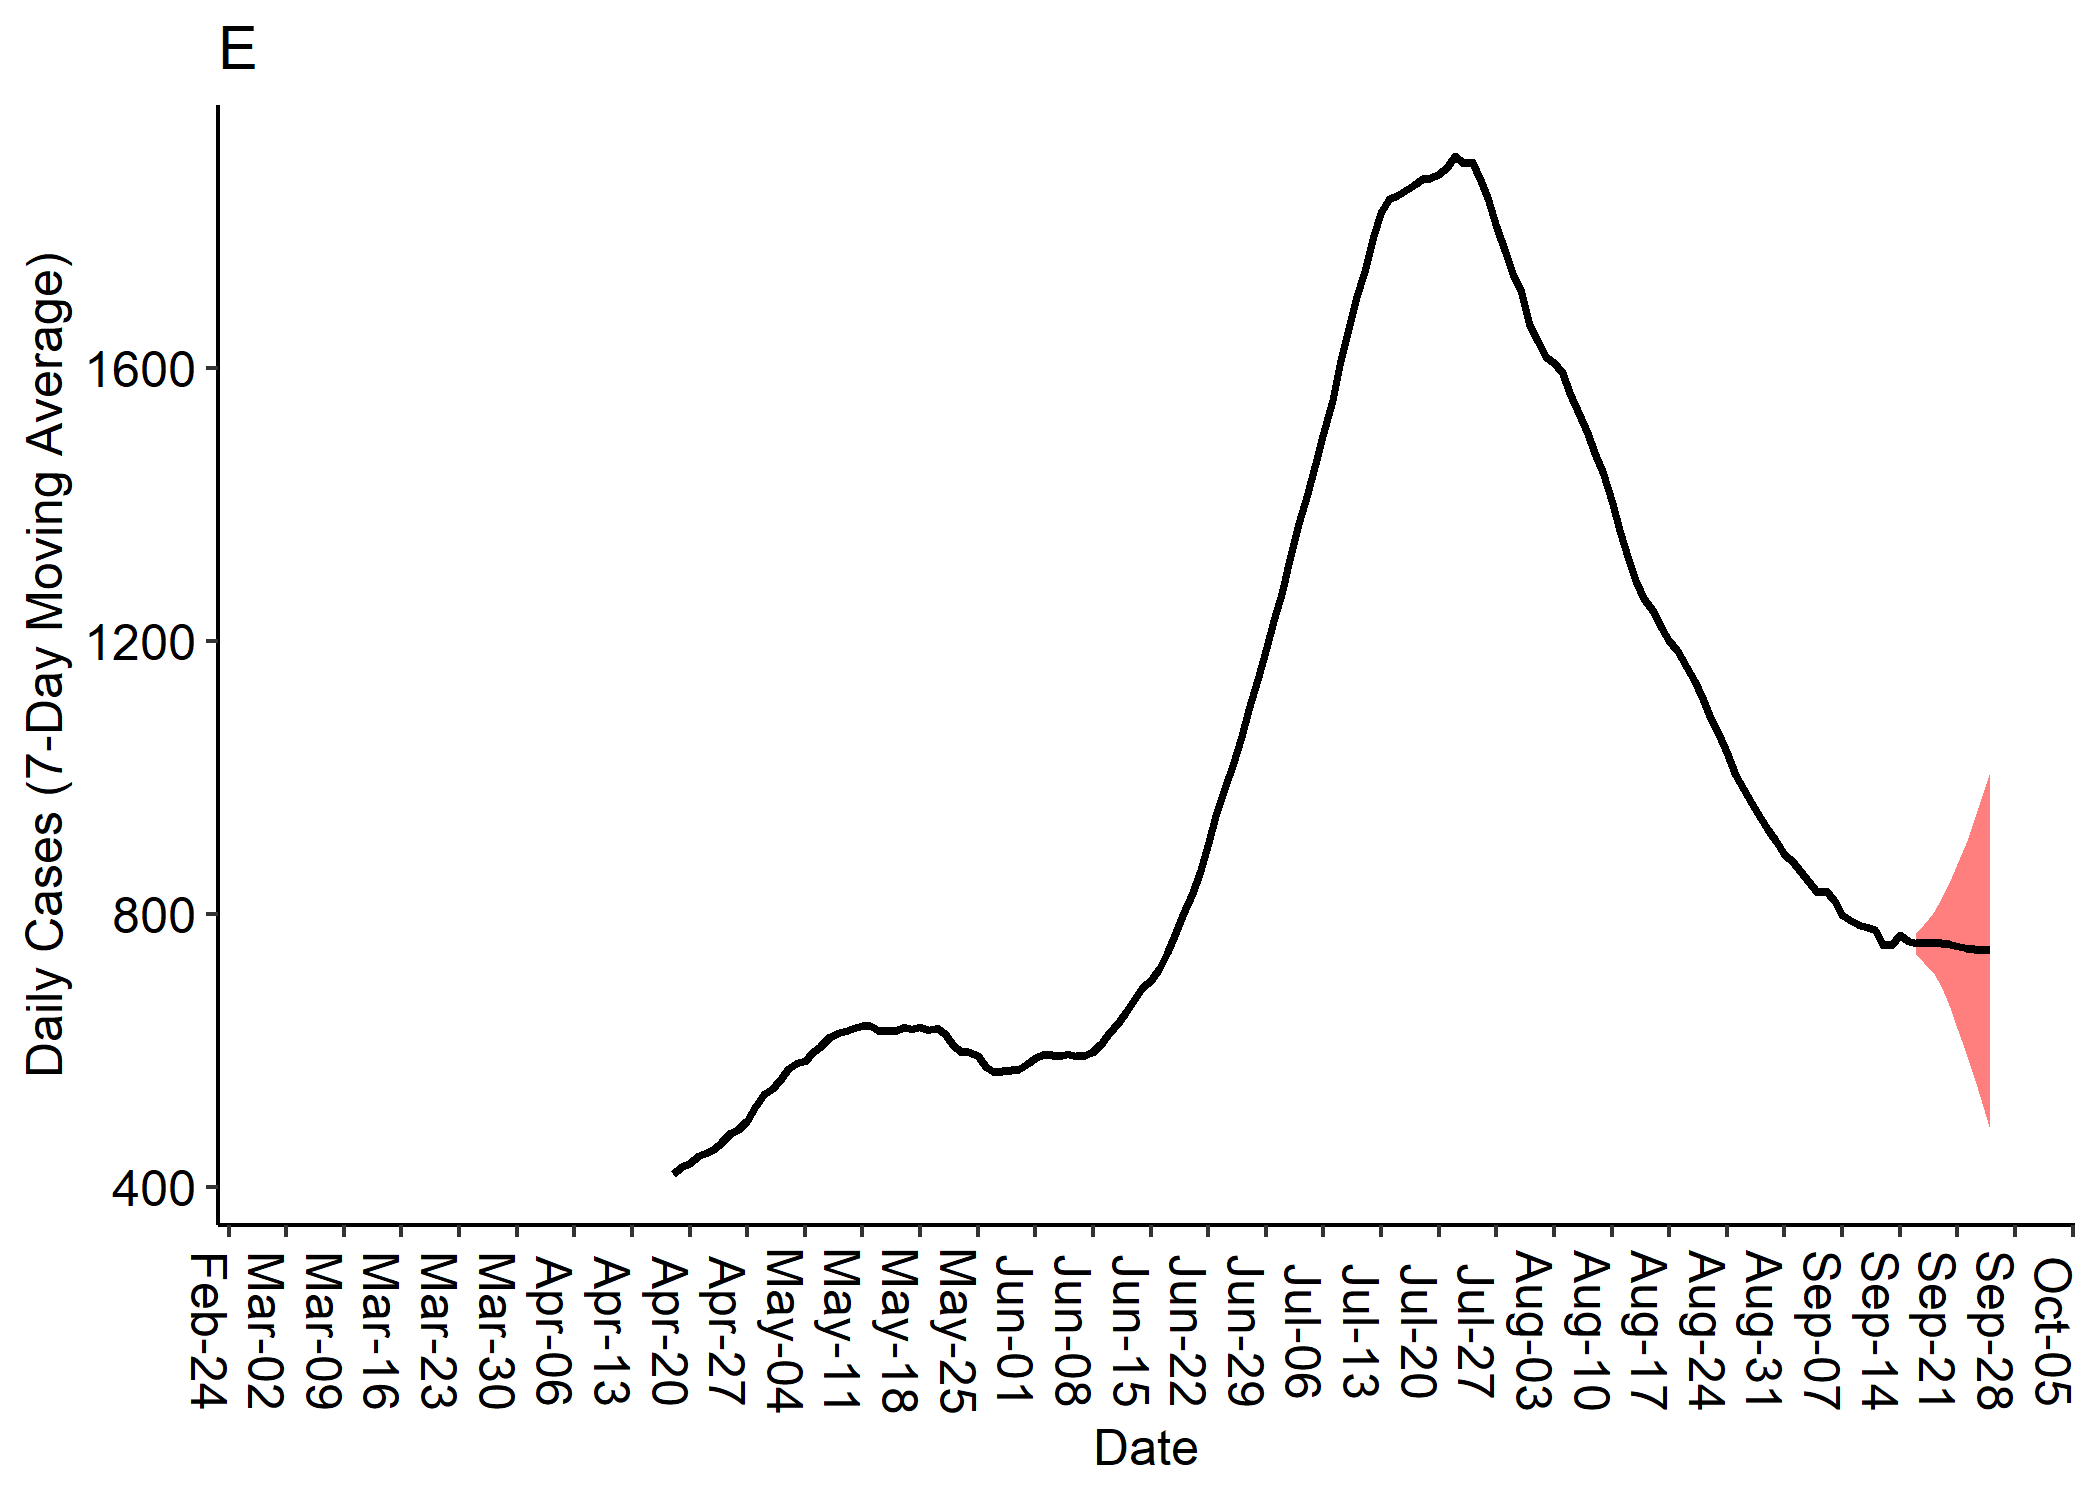 E
Daily Cases (7-Day Moving Average)
1600
1200
800
400
Feb-24
Mar-02
Mar-09
Mar-16
Mar-23
Mar-30
Apr-06
Apr-13
Apr-20
Apr-27
May-04
May-11
May-18
May-25
Jun-01
Jun-08
Jun-15
Jun-22
Jun-29
Jul-06
Jul-13
Jul-20
Jul-27
Aug-03
Aug-10
Aug-17
Aug-24
Aug-31
Sep-07
Sep-14
Sep-21
Sep-28
Oct-05
Date